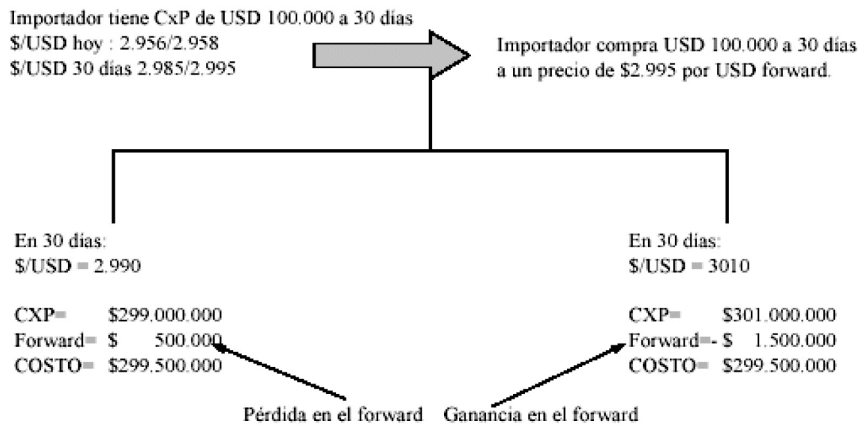 Importador tiene CxP de USD 100.000 a 30 días
$/USD hoy : 2.956/2.958
$/USD 30 días 2.985/2.995
Importador compra USD 100.000 a 30 días
a un precio de $2.995 por USD forward.
En 30 días:
$/USD = 2.990
CXP= $299.000.000
Forward= $ 500.000
COSTO= $299.500.000
En 30 días:
$/USD = 3010
CXP= $301.000.000
Forward=- $ 1.500.000
COSTO= $299.500.000
Pérdida en el forward
Ganancia en el forward